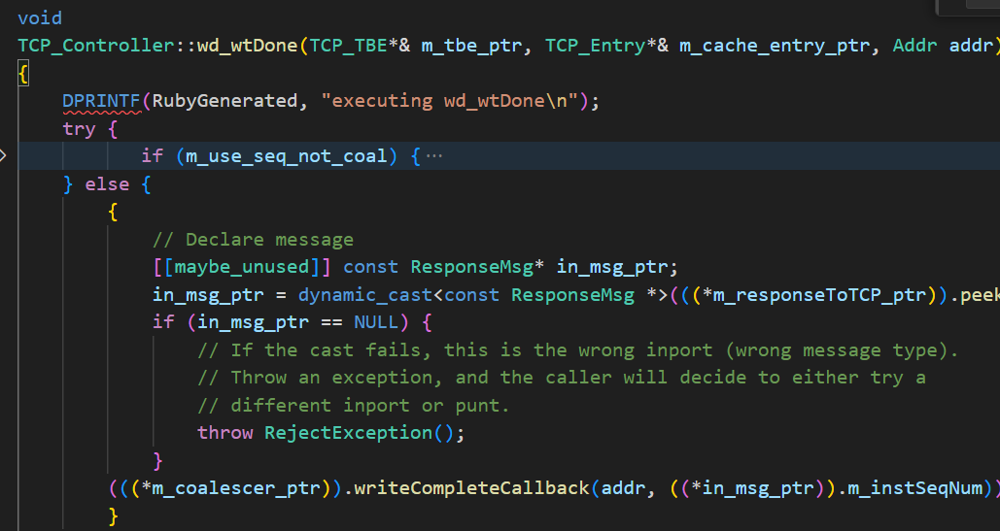 void
TCP_Controller::wd_wtDone(TCP_TBE*& m_tbe_ptr, TCP_Entry*& m_cache_entry_ptr, Addr addr)
{
    DPRINTF(RubyGenerated, "executing wd_wtDone\n");
    try {
           if (m_use_seq_not_coal) {···
    } else {
        {
            // Declare message
            [[maybe_unused]] const ResponseMsg* in_msg_ptr;
            in_msg_ptr = dynamic_cast<const ResponseMsg *>(((*m_responseToTCP_ptr)).peek
            if (in_msg_ptr == NULL) {
                // If the cast fails, this is the wrong inport (wrong message type).
                // Throw an exception, and the caller will decide to either try a
                // different inport or punt.
                throw RejectException();
            }
        (((*m_coalescer_ptr)).writeCompleteCallback(addr, ((*in_msg_ptr)).m_instSeqNum))
        }